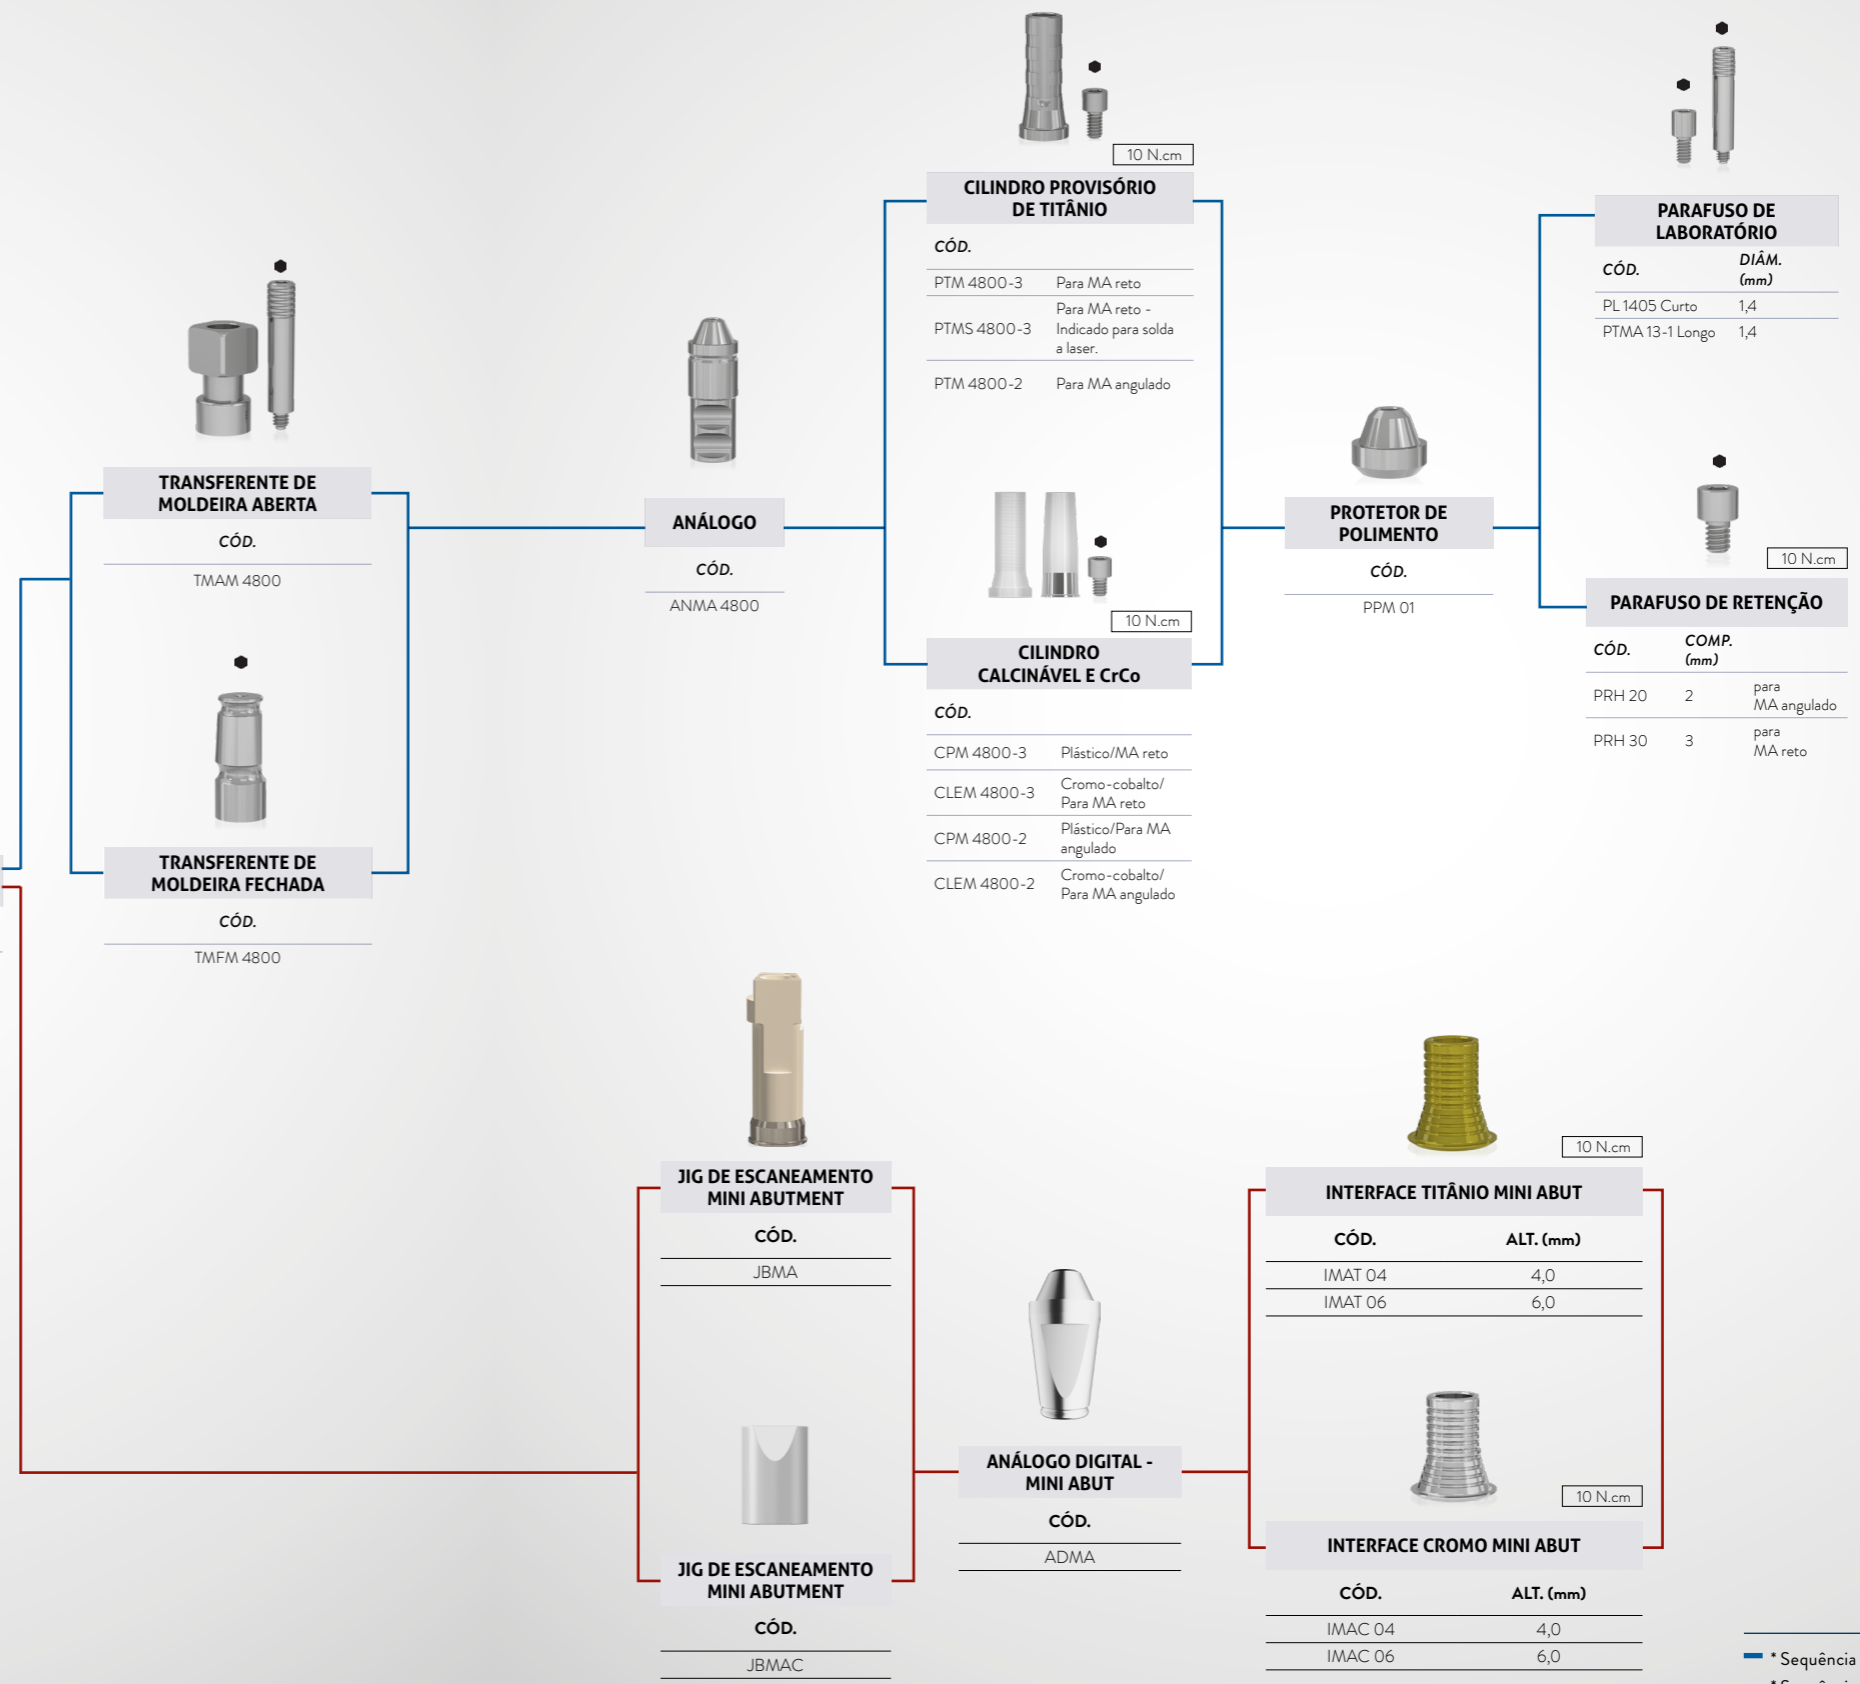 TRANSFERENTE DE
MOLDEIRA ABERTA
CÓD.
TMAM 4800
TRANSFERENTE DE
MOLDEIRA FECHADA
CÓD.
TMFM 4800
ANÁLOGO
CÓD.
ANMA 4800
10 N.cm
CILINDRO PROVISÓRIO
DE TITÂNIO
CÓD.
PTM 4800-3 Para MA reto
PTMS 4800-3 Para MA reto -
Indicado para solda
a laser.
PTM 4800-2 Para MA angulado
10 N.cm
CILINDRO
CALCINÁVEL E CrCo
CÓD.
CPM 4800-3 Plástico/MA reto
CLEM 4800-3 Cromo-cobalto/
Para MA reto
CPM 4800-2 Plástico/Para MA
angulado
CLEM 4800-2 Cromo-cobalto/
Para MA angulado
PROTETOR DE
POLIMENTO
CÓD.
PPM 01
PARAFUSO DE
LABORATÓRIO
CÓD. DIÂM.
(mm)
PL 1405 Curto 1,4
PTMA 13-1 Longo 1,4
10 N.cm
PARAFUSO DE RETENÇÃO
CÓD. COMP.
(mm)
PRH 20 2 para
MA angulado
PRH 30 3 para
MA reto
JIG DE ESCANEAMENTO
MINI ABUTMENT
CÓD.
JBMA
JIG DE ESCANEAMENTO
MINI ABUTMENT
CÓD.
JBMAC
ANÁLOGO DIGITAL -
MINI ABUT
CÓD.
ADMA
10 N.cm
INTERFACE TITÂNIO MINI ABUT
CÓD. ALT. (mm)
IMAT 04 4,0
IMAT 06 6,0
10 N.cm
INTERFACE CROMO MINI ABUT
CÓD. ALT. (mm)
IMAC 04 4,0
IMAC 06 6,0
* Sequência